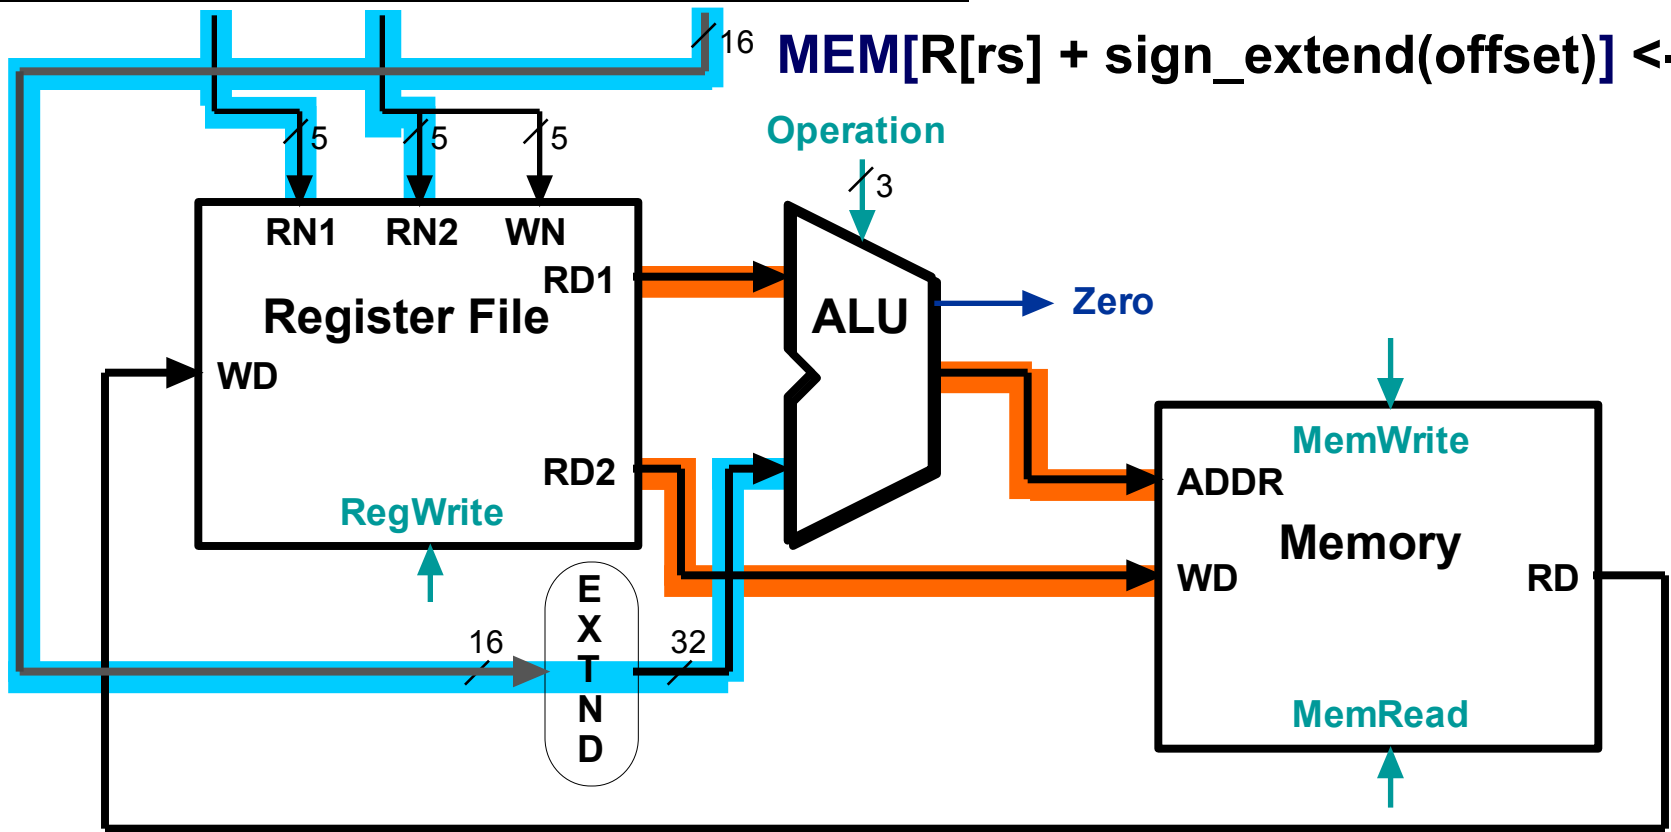 16
MEM[R[rs] + sign_extend(offset)] <-
5
5
5
Operation
3
RN1 RN2 WN
RD1
Register File
ALU
Zero
WD
MemWrite
RD2
ADDR
RegWrite
Memory
E
X
T
N
D
WD
RD
16
32
MemRead